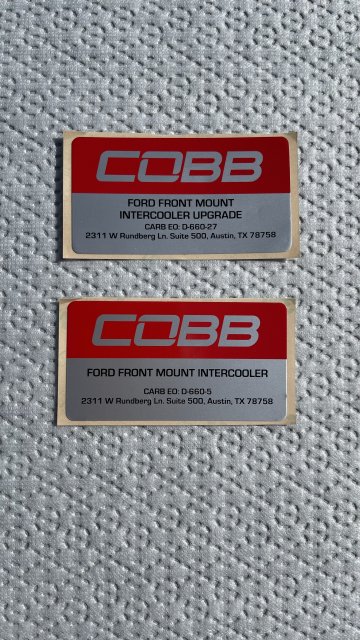 COBB
FORD FRONT MOUNT
INTERCOOLER UPGRADE
CARB EO: D-660-27
2311 W Rundberg Ln. Suite 500, Austin, TX 78758
COBB
FORD FRONT MOUNT INTERCOOLER
CARB EO: D-660-5
2311 W Rundberg Ln. Suite 500, Austin, TX 78758